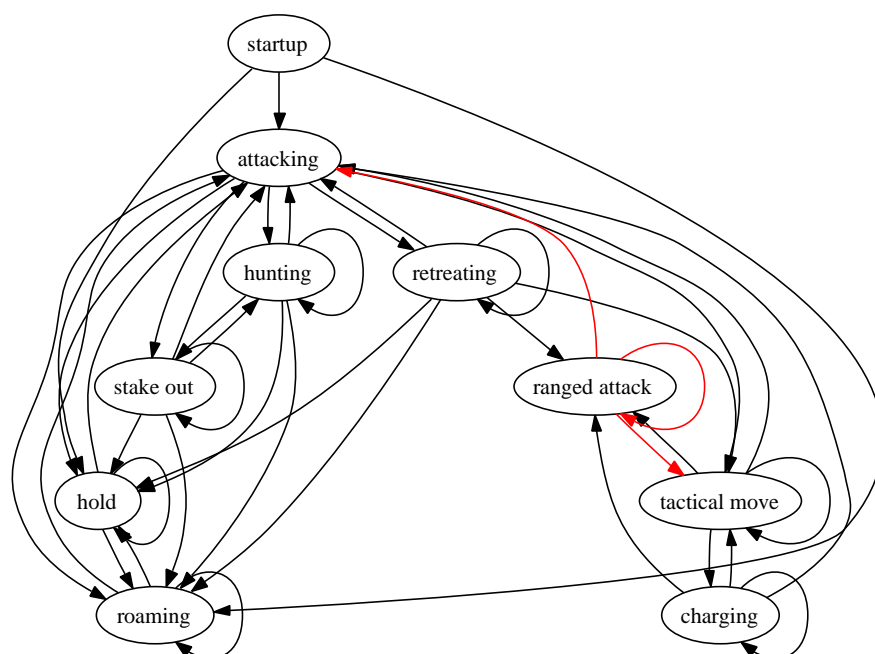 startup
attacking
hunting
retreating
stake out
ranged attack
hold
tactical move
roaming
charging